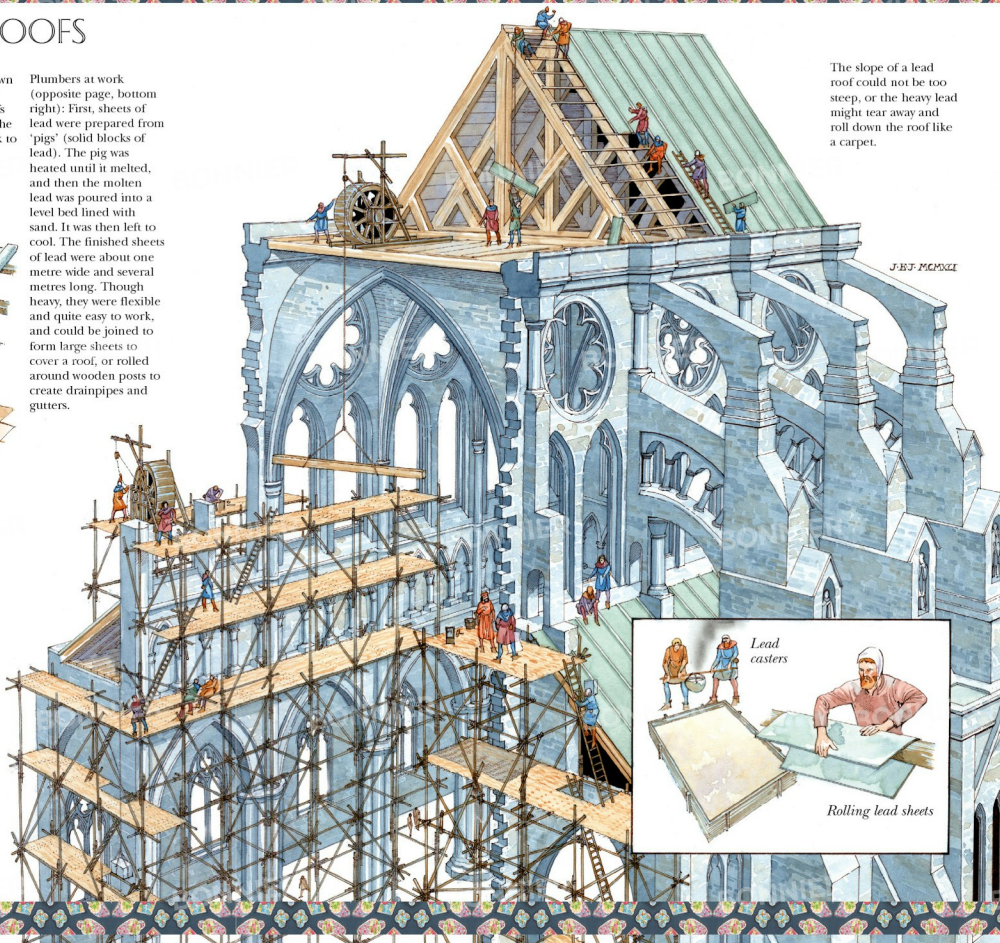 OOFS
wn
he
to
Plumbers at work
(opposite page, bottom
right): First, sheets of
lead were prepared from
‘pigs’ (solid blocks of
lead). The pig was
heated until it melted,
and then the molten
lead was poured into a
level bed lined with
sand. It was then left to
cool. The finished sheets
of lead were about one
metre wide and several
metres long. Though
heavy, they were flexible
and quite easy to work,
and could be joined to
form large sheets to
cover a roof, or rolled
around wooden posts to
create drainpipes and
gutters.
The slope of a lead
roof could not be too
steep, or the heavy lead
might tear away and
roll down the roof like
a carpet.
Lead
casters
Rolling lead sheets
BONNIER